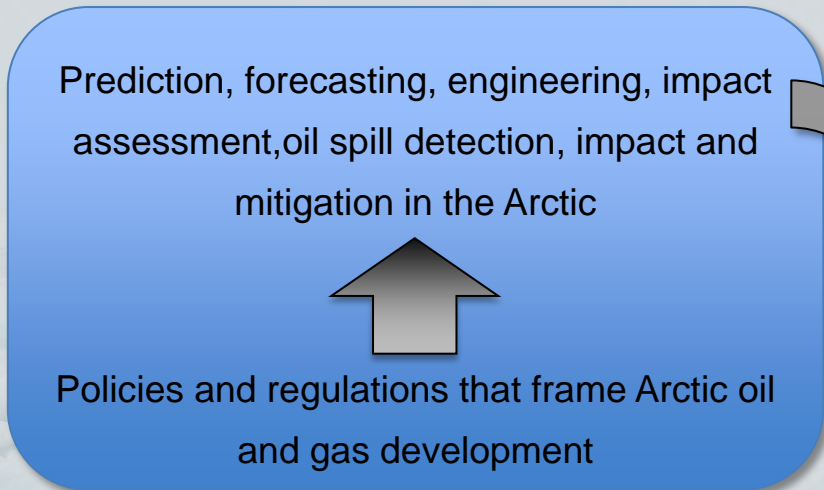 Prediction, forecasting, engineering, impact
assessment,oil spill detection, impact and
mitigation in the Arctic
Policies and regulations that frame Arctic oil
and gas development